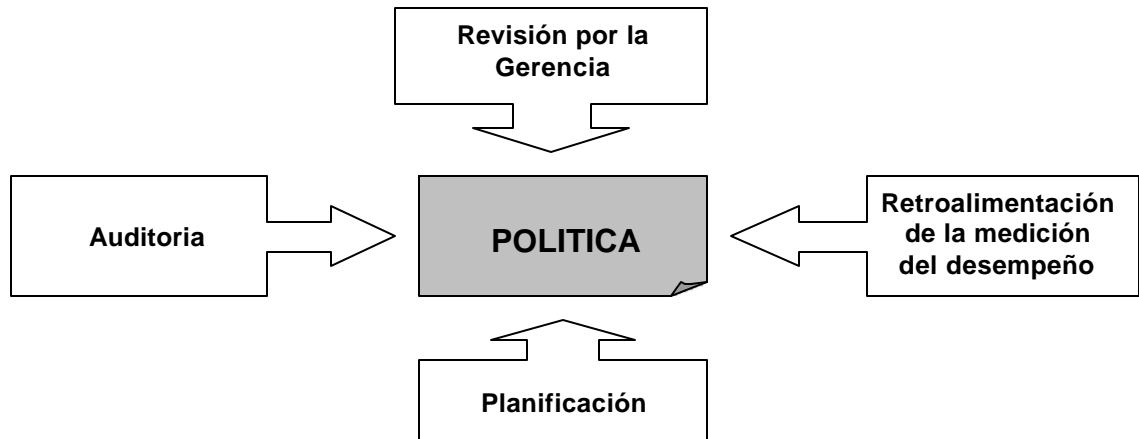 Revisión por la
Gerencia
Auditoria
POLITICA
Retroalimentación
de la medición
del desempeño
Planificación